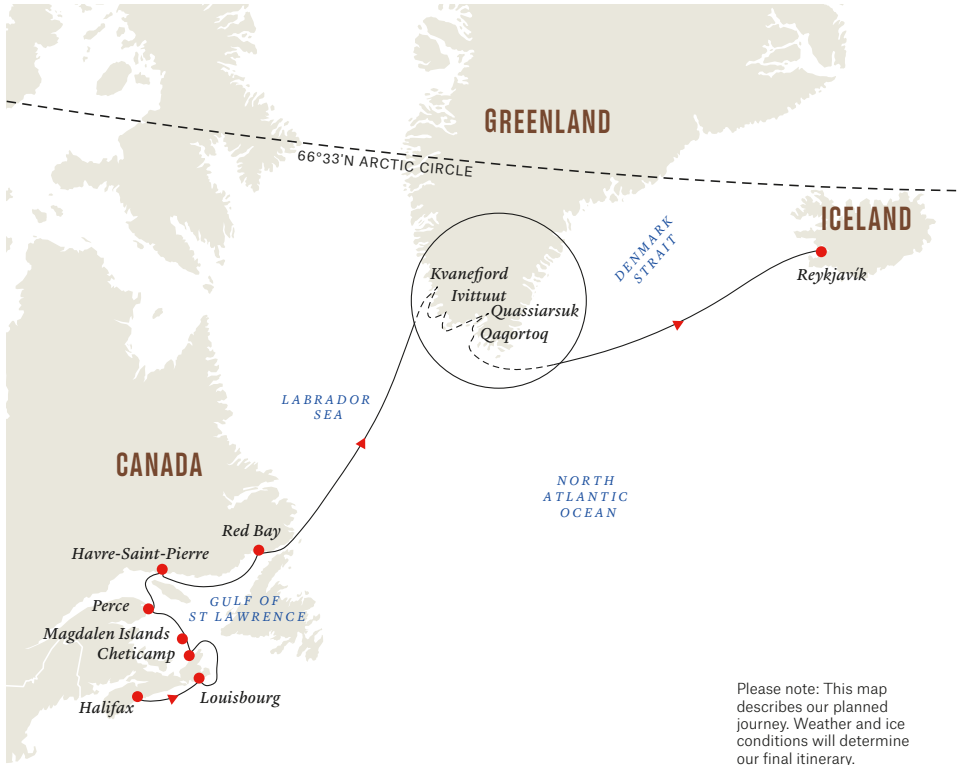 GREENLAND
66°33'N ARCTIC CIRCLE
ICELAND
DENMARK
STRAIT
Reykjavík
Kvanefjord
Ivittuut
Quassiarsuk
Qaqortoq
LABRADOR
SEA
CANADA
NORTH
ATLANTIC
OCEAN
Red Bay
Havre-Saint-Pierre
Perce
GULF OF
ST LAWRENCE
Magdalen Islands
Cheticamp
Louisbourg
Halifax
Please note: This map
describes our planned
journey. Weather and ice
conditions will determine
our final itinerary.